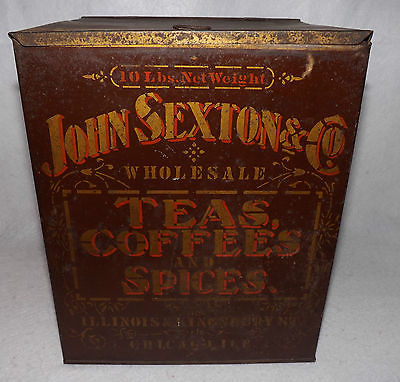 10 Lbs. Net Weight
JOHN SEXTON & CO
WHOLESALE
TEAS,
COFFEES
AND
SPICES.
ILLINOIS & KINGSBURY STS
CHICAGO, ILL.